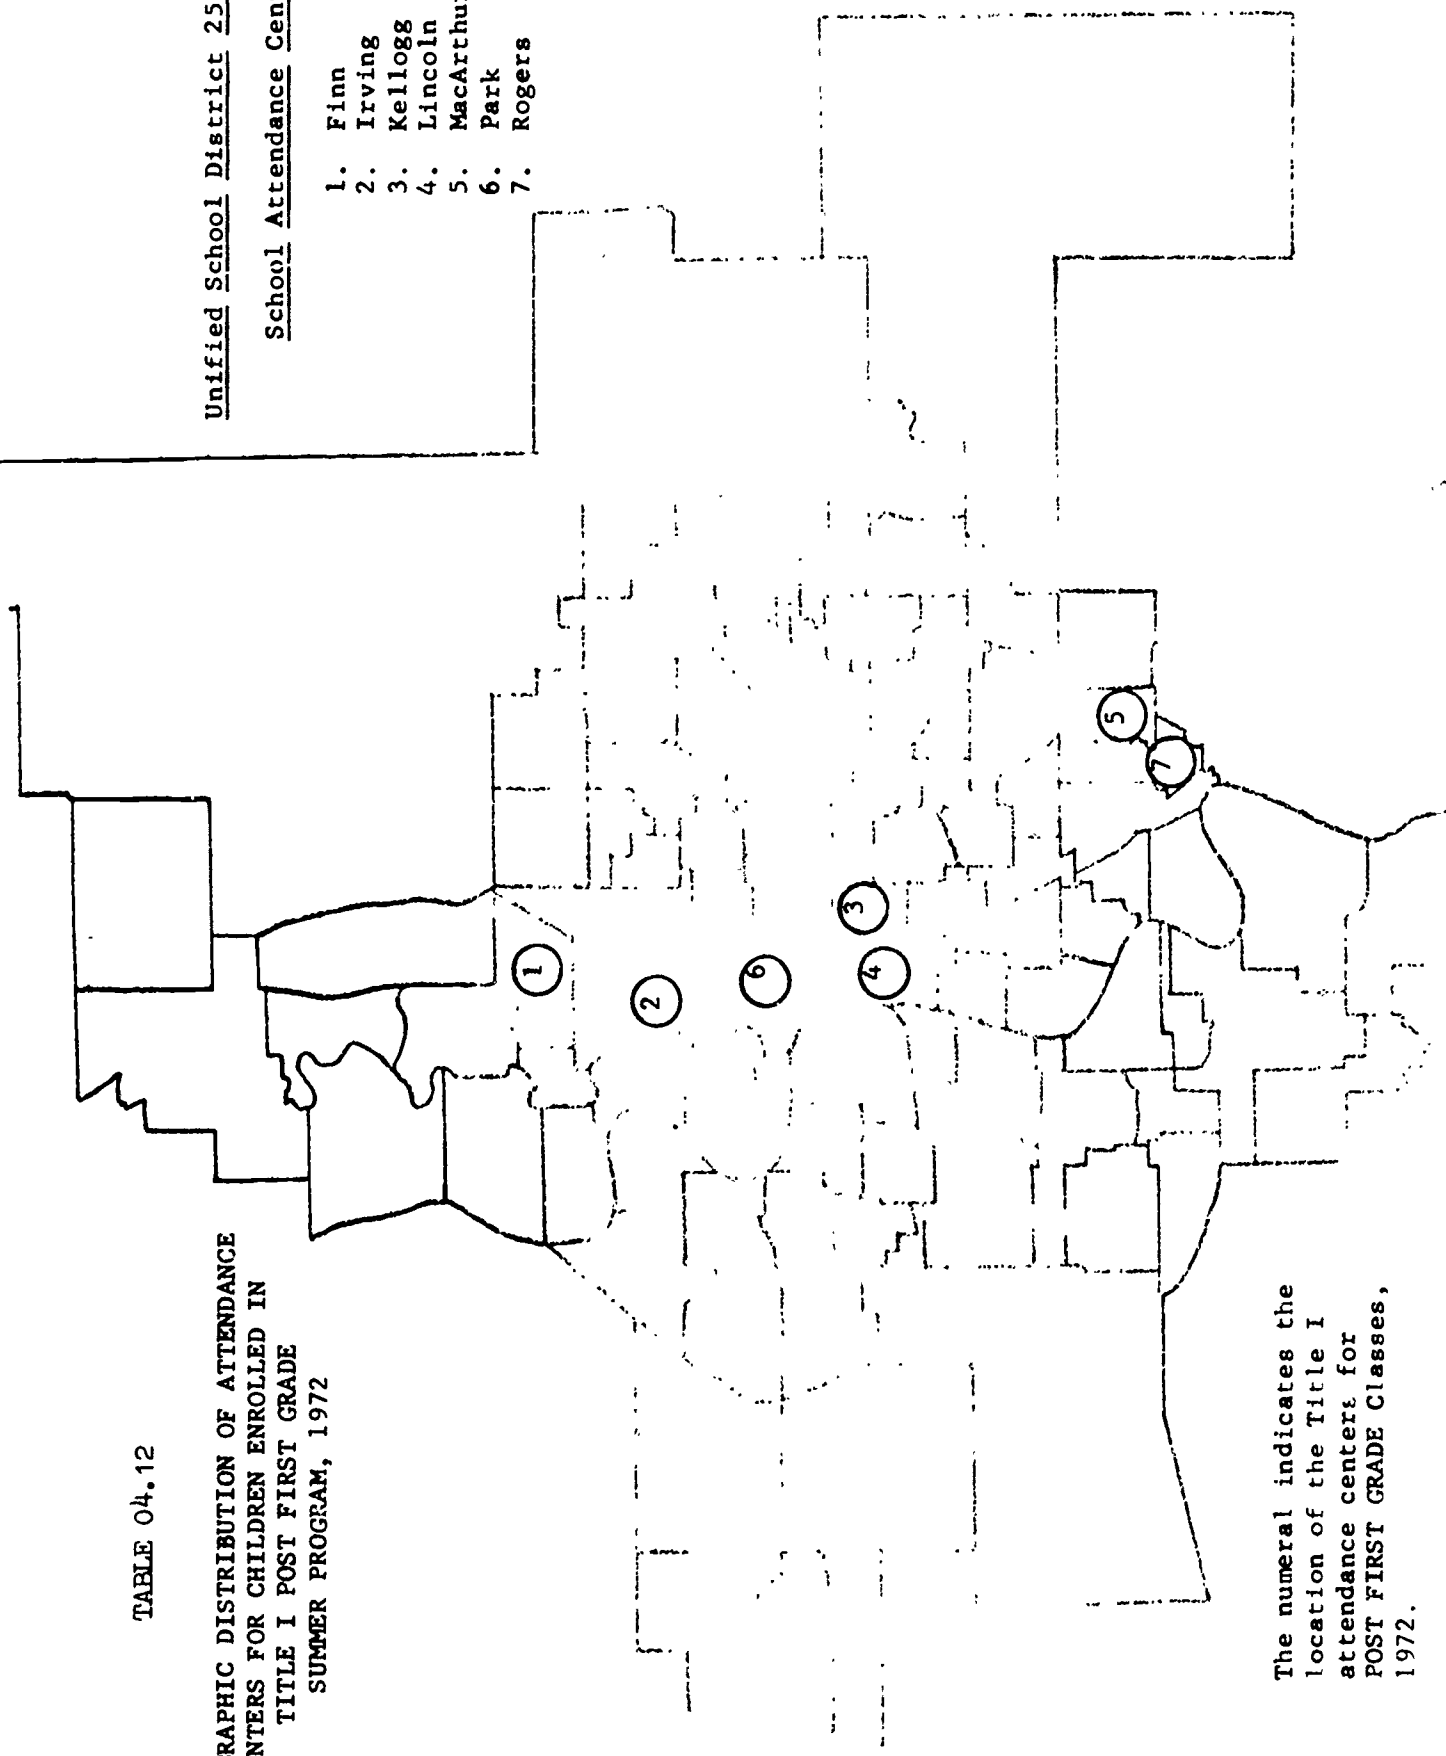 TABLE 04.12
RAPHIC DISTRIBUTION OF ATTENDANCE
NTERS FOR CHILDREN ENROLLED IN
TITLE I POST FIRST GRADE
SUMMER PROGRAM, 1972
Unified School District 25
School Attendance Cen
1. Finn
2. Irving
3. Kellogg
4. Lincoln
5. MacArthu
6. Park
7. Rogers
1
2
6
3
4
5
7
The numeral indicates the
location of the Title I
attendance centers for
POST FIRST GRADE Classes,
1972.